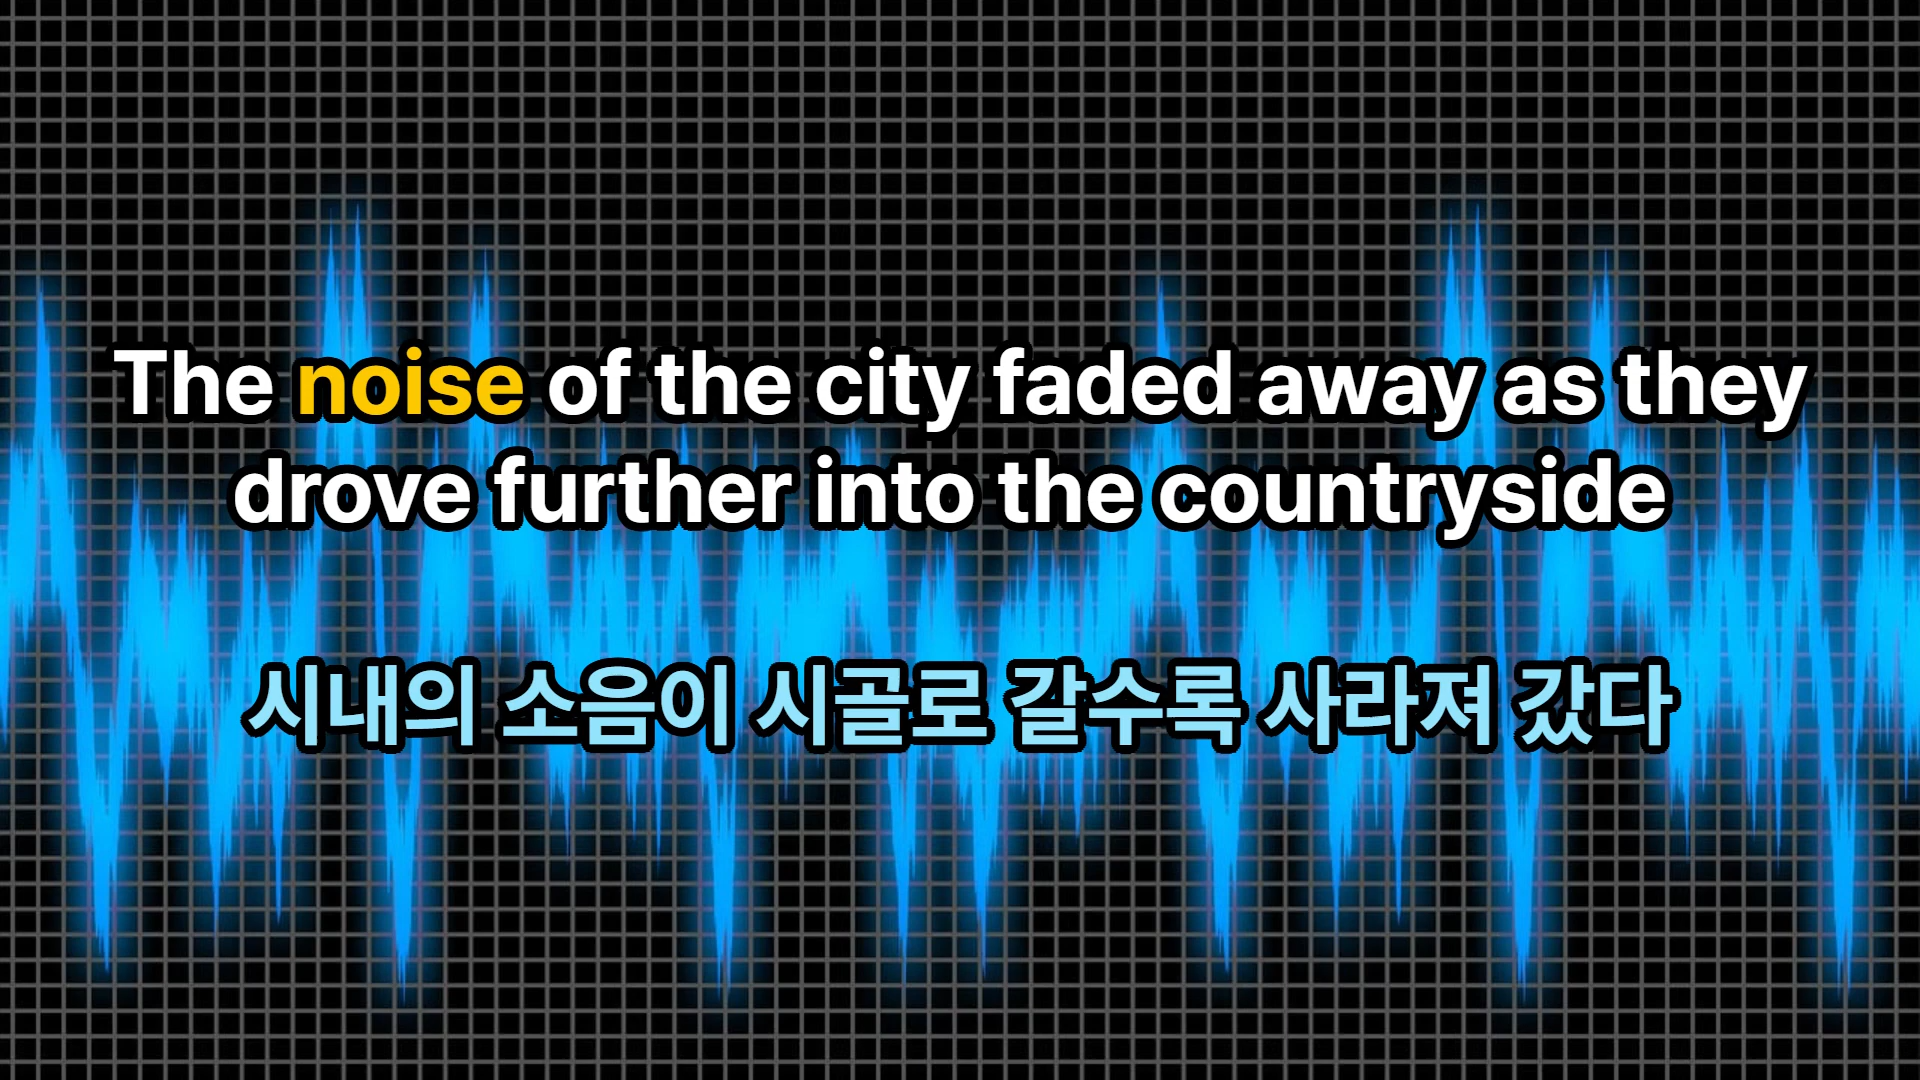 The noise of the city faded away as they
drove further into the countryside
시내의 소음이 시골로 갈수록 사라져 갔다